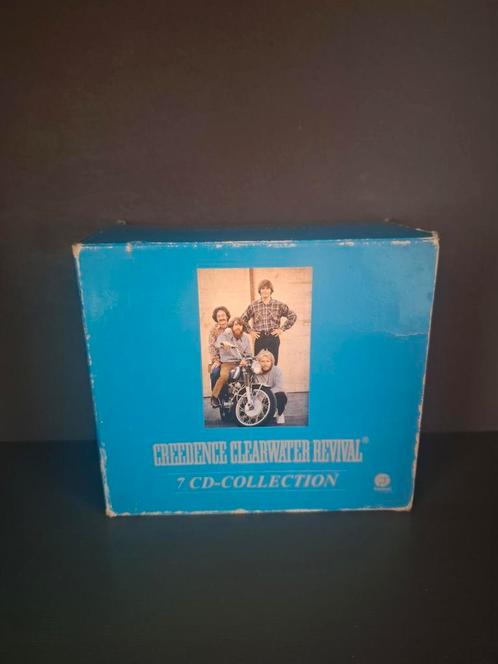 CREEDENCE CLEARWATER REVIVAL®
7 CD-COLLECTION